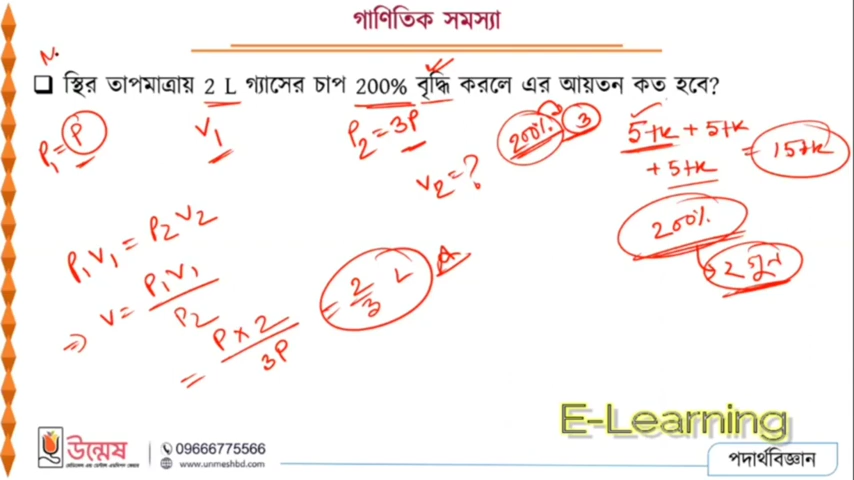 গাণিতিক সমস্যা
N.
❑ স্থির তাপমাত্রায় 2 L গ্যাসের চাপ 200% বৃদ্ধি করলে এর আয়তন কত হবে?
P₁ = P
V₁
P₂ = 3P
200%
3
V₂ = ?
5tk + 5tk
+ 5tk
= 15tk
200%
২ গুন
P₁V₁ = P₂V₂
⇒ V = P₁V₁ / P₂
= P × 2 / 3P
= 2/3 L
A
E-Learning
উন্মেষ
09666775566
www.unmeshbd.com
পদার্থবিজ্ঞান